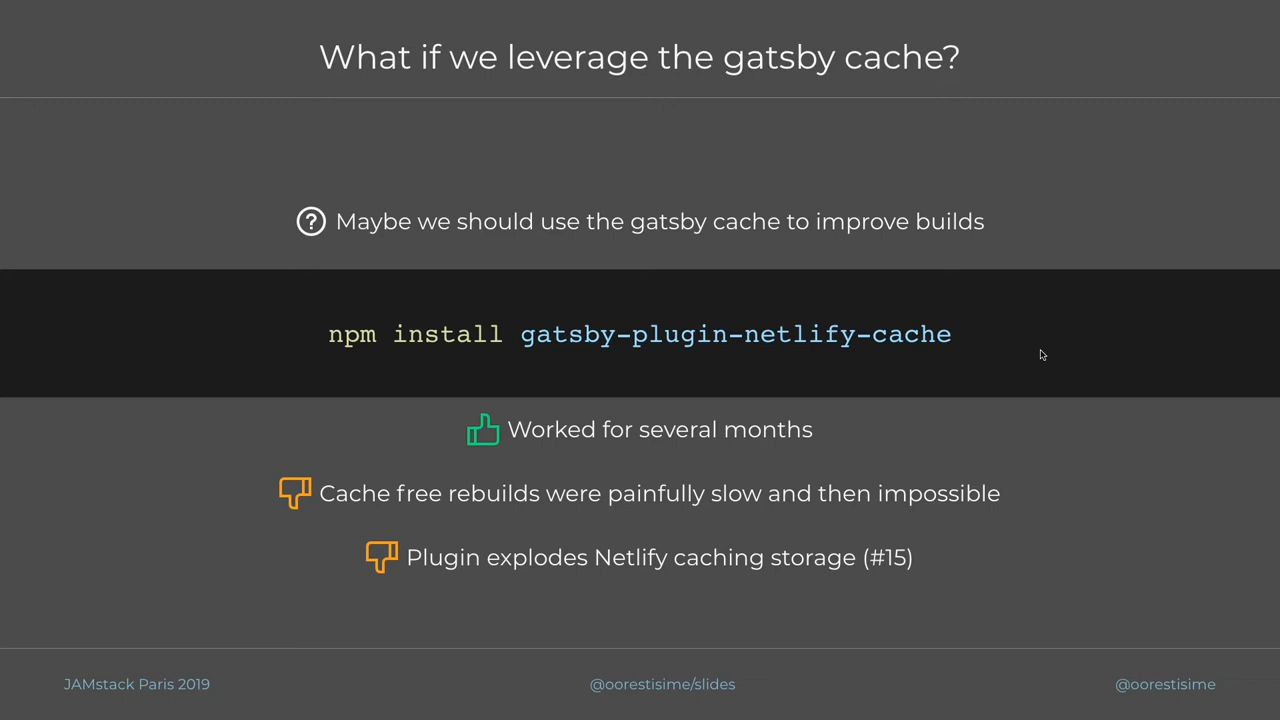 What if we leverage the gatsby cache?
Maybe we should use the gatsby cache to improve builds
npm install gatsby-plugin-netlify-cache
Worked for several months
Cache free rebuilds were painfully slow and then impossible
Plugin explodes Netlify caching storage (#15)
JAMstack Paris 2019
@oorestisime/slides
@oorestisime